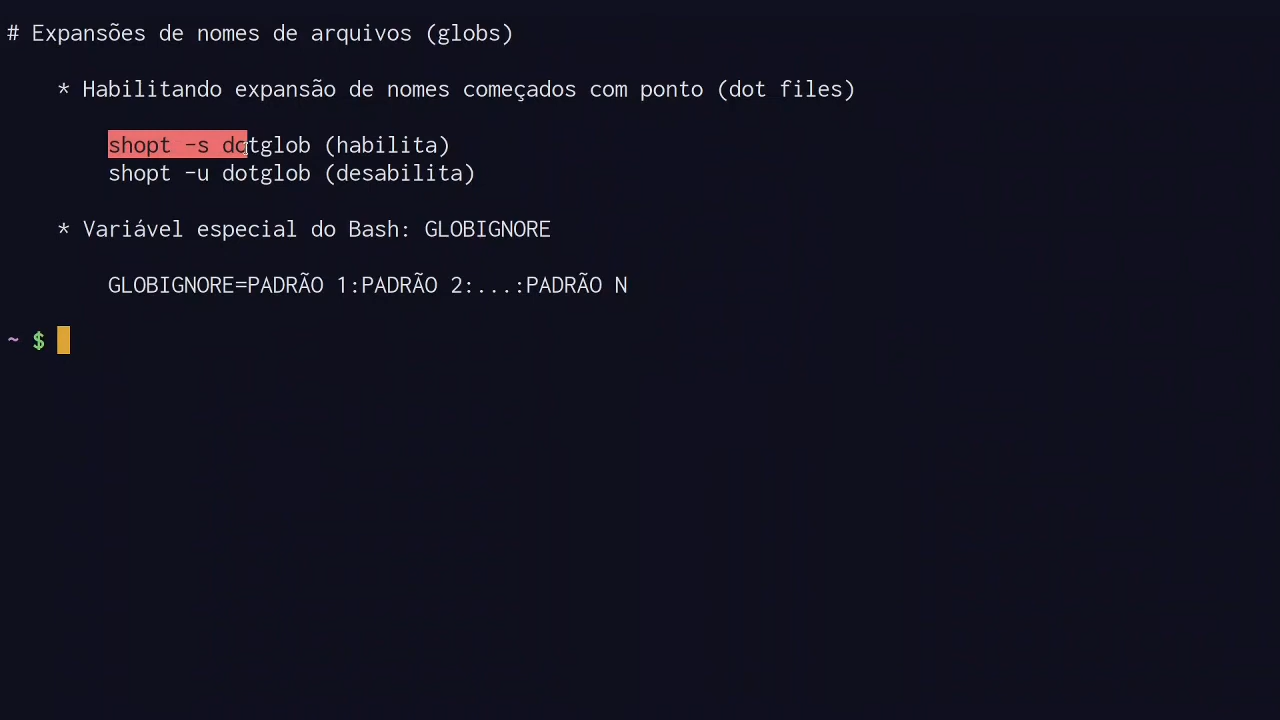 # Expansões de nomes de arquivos (globs)
* Habilitando expansão de nomes começados com ponto (dot files)
shopt -s dotglob (habilita)
shopt -u dotglob (desabilita)
* Variável especial do Bash: GLOBIGNORE
GLOBIGNORE=PADRÃO 1:PADRÃO 2:...:PADRÃO N
~ $